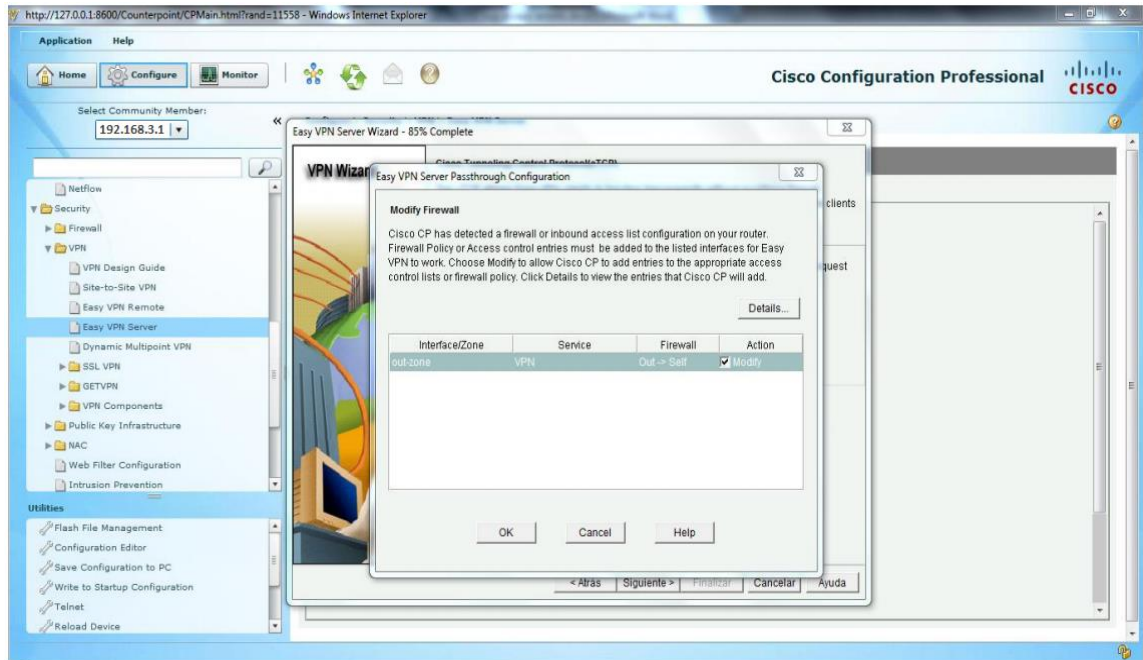 http://127.0.0.1:8600/Counterpoint/CPMain.html?rand=11558 - Windows Internet Explorer
Application Help
Home Configure Monitor
Cisco Configuration Professional
CISCO
Select Community Member:
192.168.3.1
Netflow
Security
Firewall
VPN
VPN Design Guide
Site-to-Site VPN
Easy VPN Remote
Easy VPN Server
Dynamic Multipoint VPN
SSL VPN
GETVPN
VPN Components
Public Key Infrastructure
NAC
Web Filter Configuration
Intrusion Prevention
Utilities
Flash File Management
Configuration Editor
Save Configuration to PC
Write to Startup Configuration
Telnet
Reload Device
Easy VPN Server Wizard - 85% Complete
VPN Wizar
Cisco Tunneling Control Protocol(cTCP)
clients
quest
Easy VPN Server Passthrough Configuration
Modify Firewall
Cisco CP has detected a firewall or inbound access list configuration on your router.
Firewall Policy or Access control entries must be added to the listed interfaces for Easy
VPN to work. Choose Modify to allow Cisco CP to add entries to the appropriate access
control lists or firewall policy. Click Details to view the entries that Cisco CP will add.
Details...
Interface/Zone Service Firewall Action
out-zone VPN Out -> Self Modify
OK Cancel Help
< Atrás Siguiente > Finalizar Cancelar Ayuda